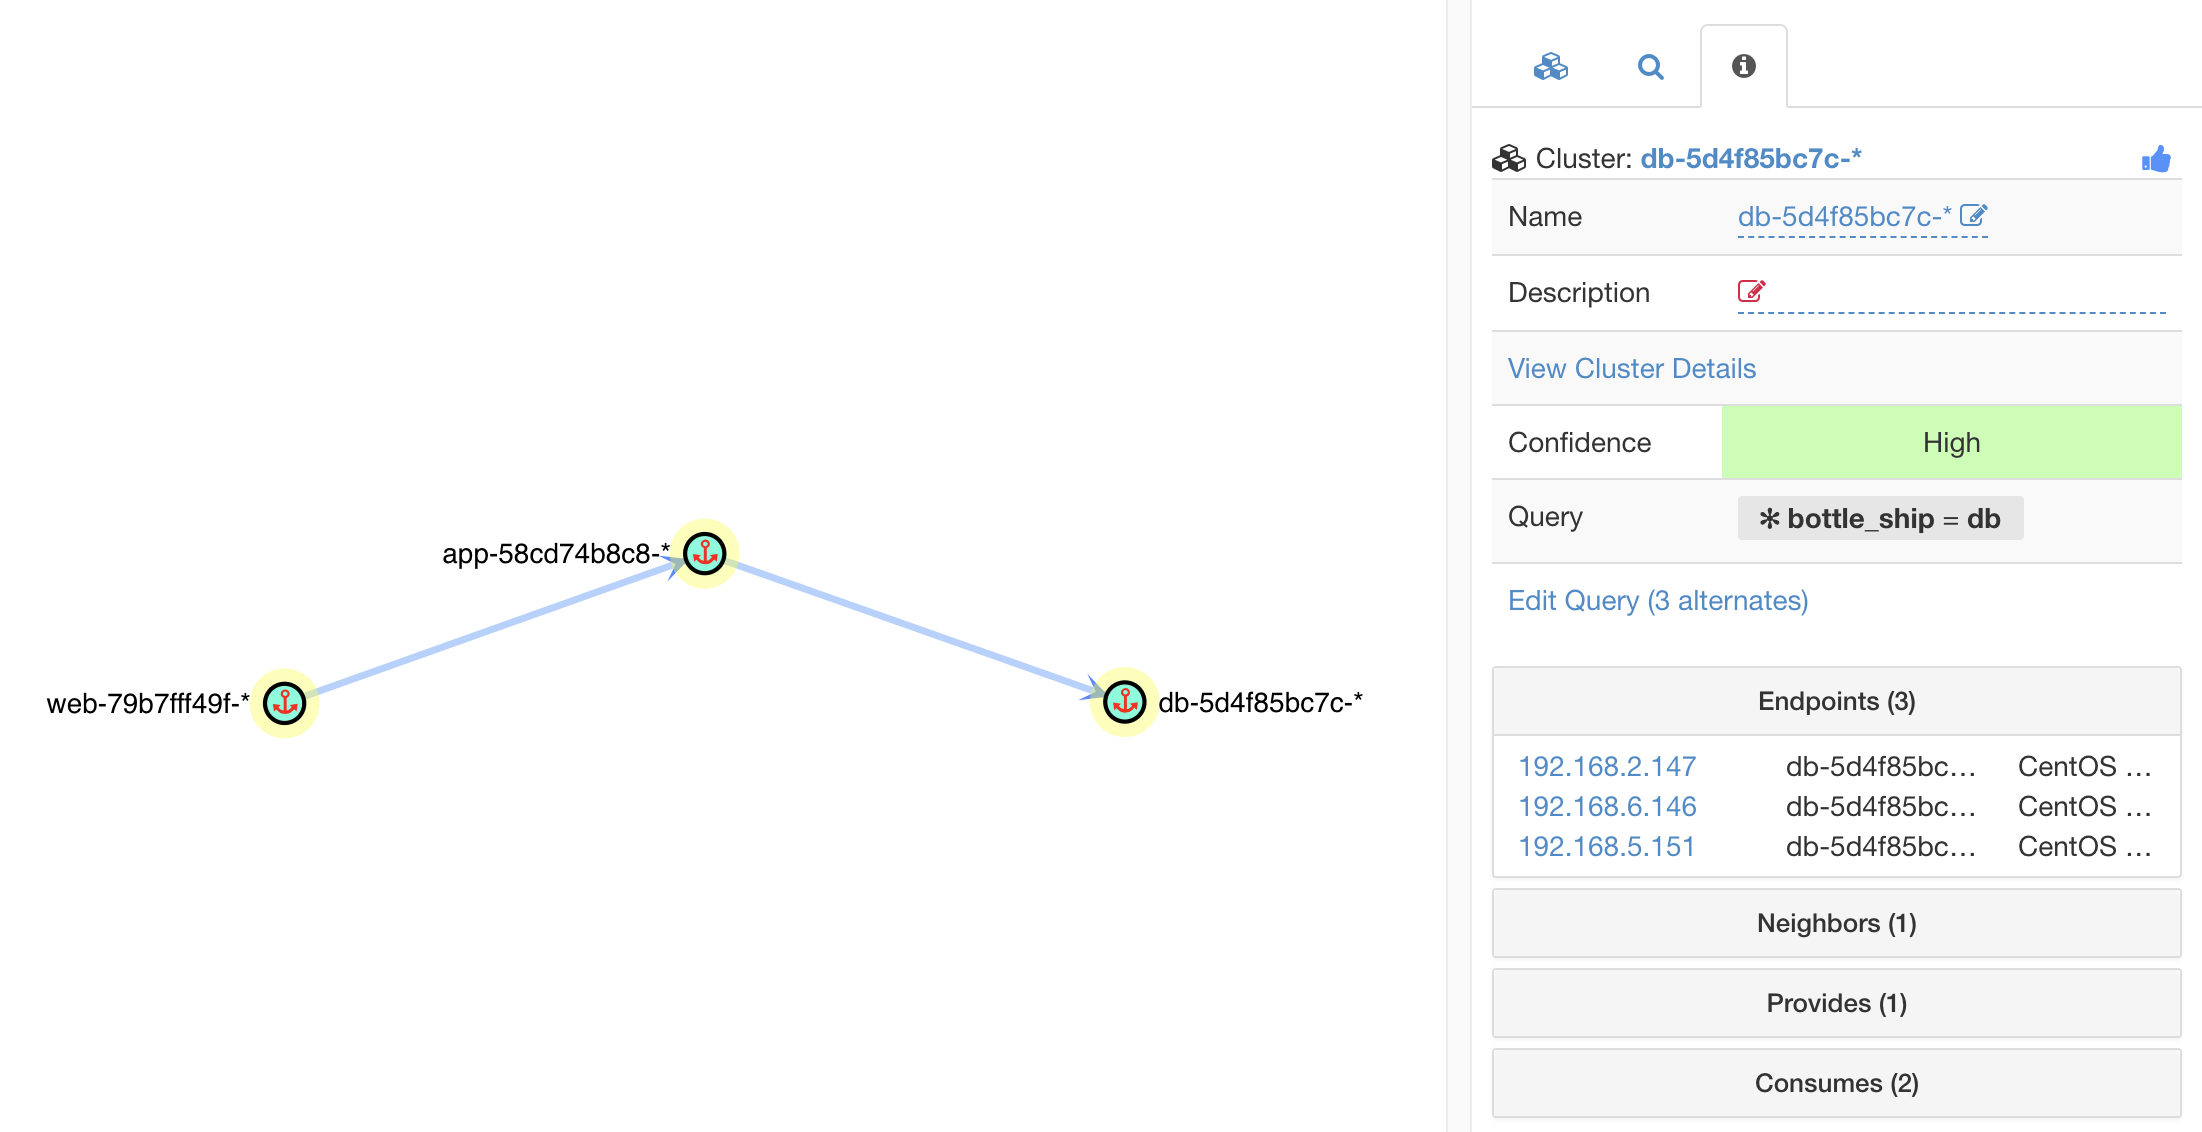 app-58cd74b8c8-*
web-79b7fff49f-*
db-5d4f85bc7c-*
Cluster: db-5d4f85bc7c-*
Name db-5d4f85bc7c-*
Description
View Cluster Details
Confidence High
Query * bottle_ship = db
Edit Query (3 alternates)
Endpoints (3)
192.168.2.147 db-5d4f85bc... CentOS ...
192.168.6.146 db-5d4f85bc... CentOS ...
192.168.5.151 db-5d4f85bc... CentOS ...
Neighbors (1)
Provides (1)
Consumes (2)